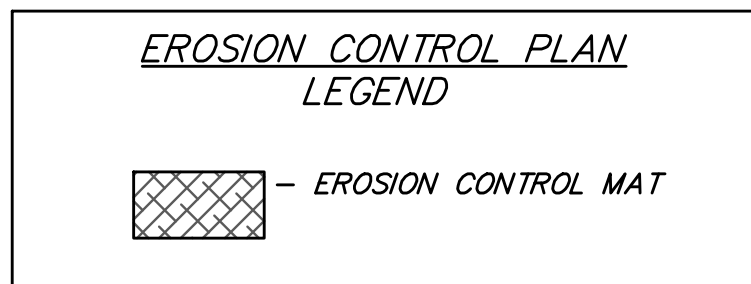 EROSION CONTROL PLAN
LEGEND
- EROSION CONTROL MAT